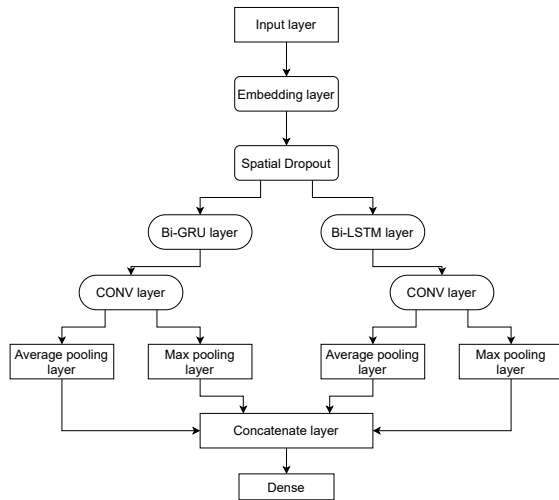 Input layer
Embedding layer
Spatial Dropout
Bi-GRU layer
Bi-LSTM layer
CONV layer
CONV layer
Average pooling
layer
Max pooling
layer
Average pooling
layer
Max pooling
layer
Concatenate layer
Dense